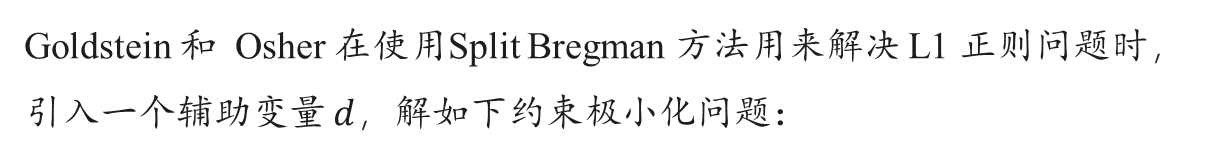 Goldstein 和 Osher 在使用Split Bregman 方法用来解决 L1 正则问题时，
引入一个辅助变量 d，解如下约束极小化问题：